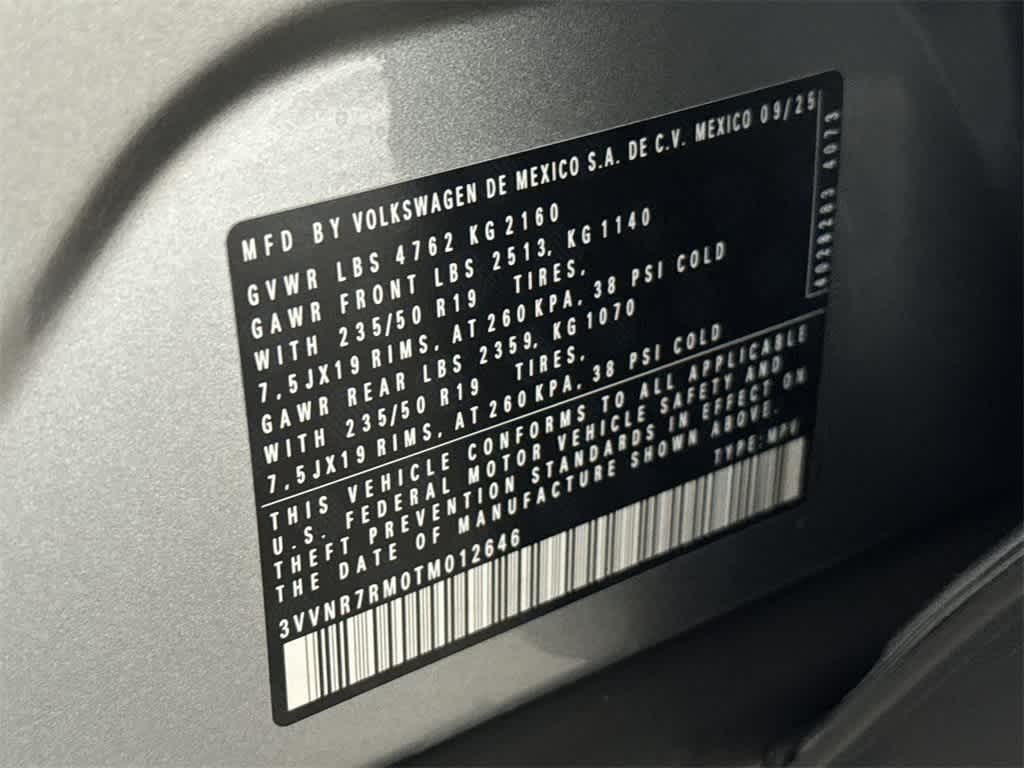 MFD BY VOLKSWAGEN DE MEXICO S.A. DE C.V. MEXICO 09/25
GVWR LBS 4762 KG 2160
GAWR FRONT LBS 2513, KG 1140
WITH 235/50 R19 TIRES,
7.5JX19 RIMS, AT 260 KPA, 38 PSI COLD
GAWR REAR LBS 2359, KG 1070
WITH 235/50 R19 TIRES,
7.5JX19 RIMS, AT 260 KPA, 38 PSI COLD
THIS VEHICLE CONFORMS TO ALL APPLICABLE
U.S. FEDERAL MOTOR VEHICLE SAFETY AND
THEFT PREVENTION STANDARDS IN EFFECT ON
THE DATE OF MANUFACTURE SHOWN ABOVE.
3VVNR7RM0TM012646 TYPE: MPV
4073